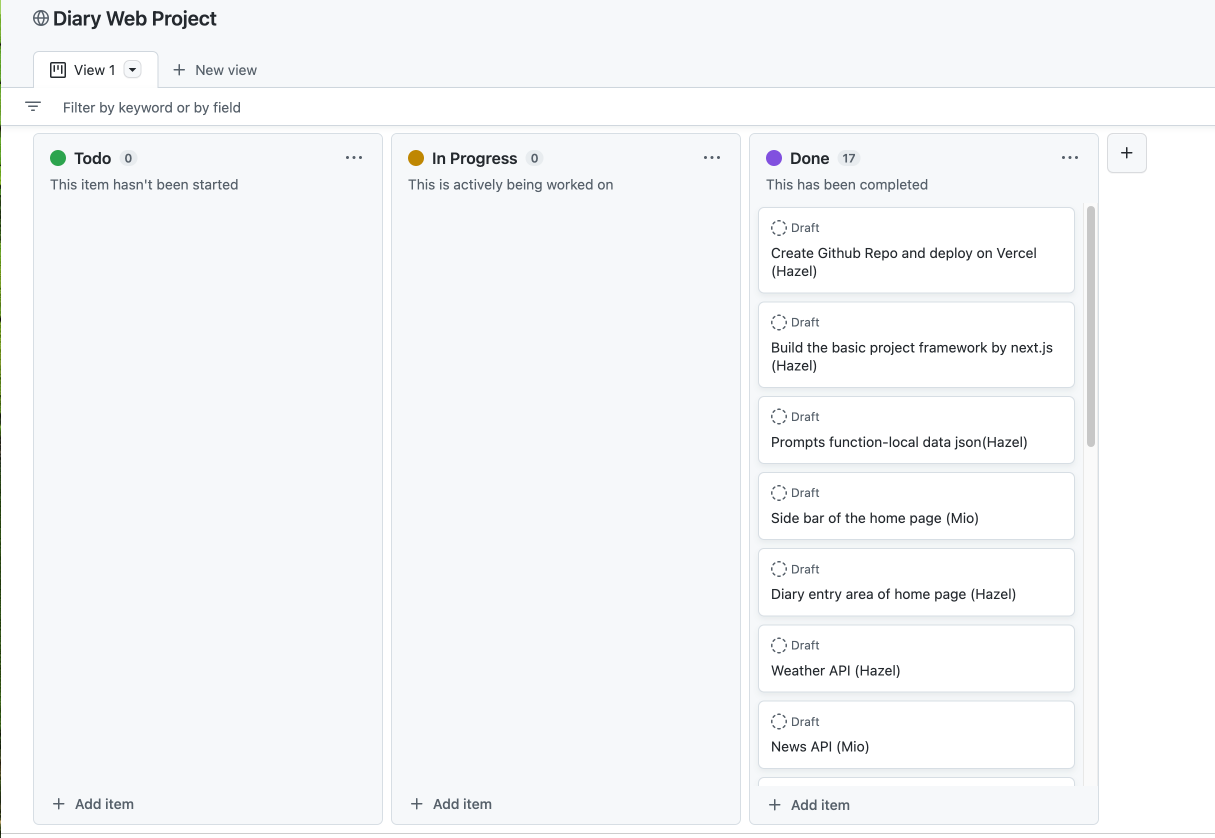 Diary Web Project
View 1
New view
Filter by keyword or by field
Todo 0
This item hasn't been started
Add item
In Progress 0
This is actively being worked on
Add item
Done 17
This has been completed
Draft
Create Github Repo and deploy on Vercel
(Hazel)
Draft
Build the basic project framework by next.js
(Hazel)
Draft
Prompts function-local data json(Hazel)
Draft
Side bar of the home page (Mio)
Draft
Diary entry area of home page (Hazel)
Draft
Weather API (Hazel)
Draft
News API (Mio)
Add item